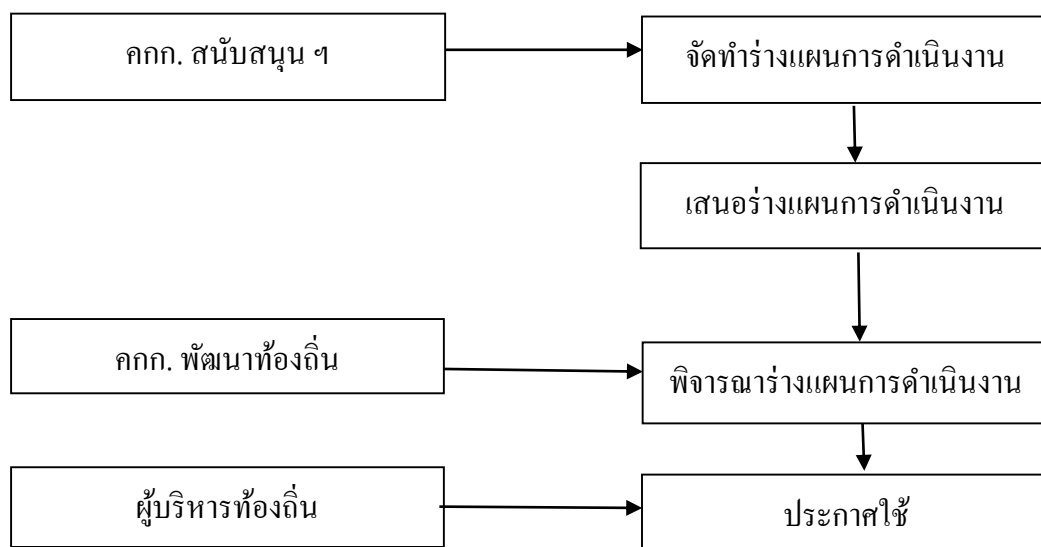 คกก. สนับสนุน ฯ
จัดทำร่างแผนการดำเนินงาน
เสนอร่างแผนการดำเนินงาน
คกก. พัฒนาท้องถิ่น
พิจารณาร่างแผนการดำเนินงาน
ผู้บริหารท้องถิ่น
ประกาศใช้